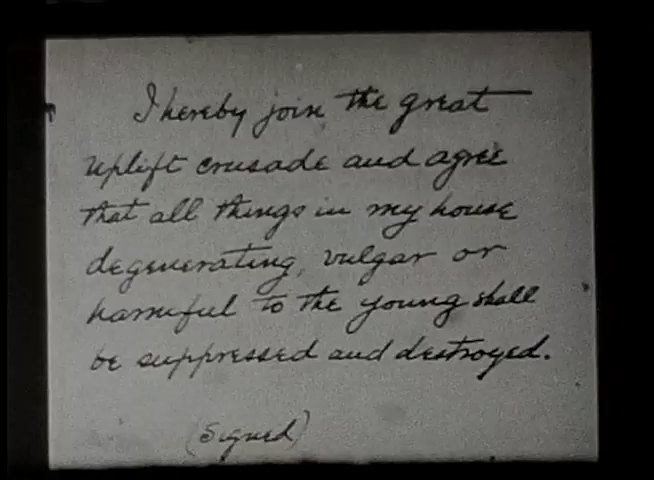 I hereby join the great
uplift crusade and agree
that all things in my house
degenerating, vulgar or
harmful to the young shall
be suppressed and destroyed.
(Signed)